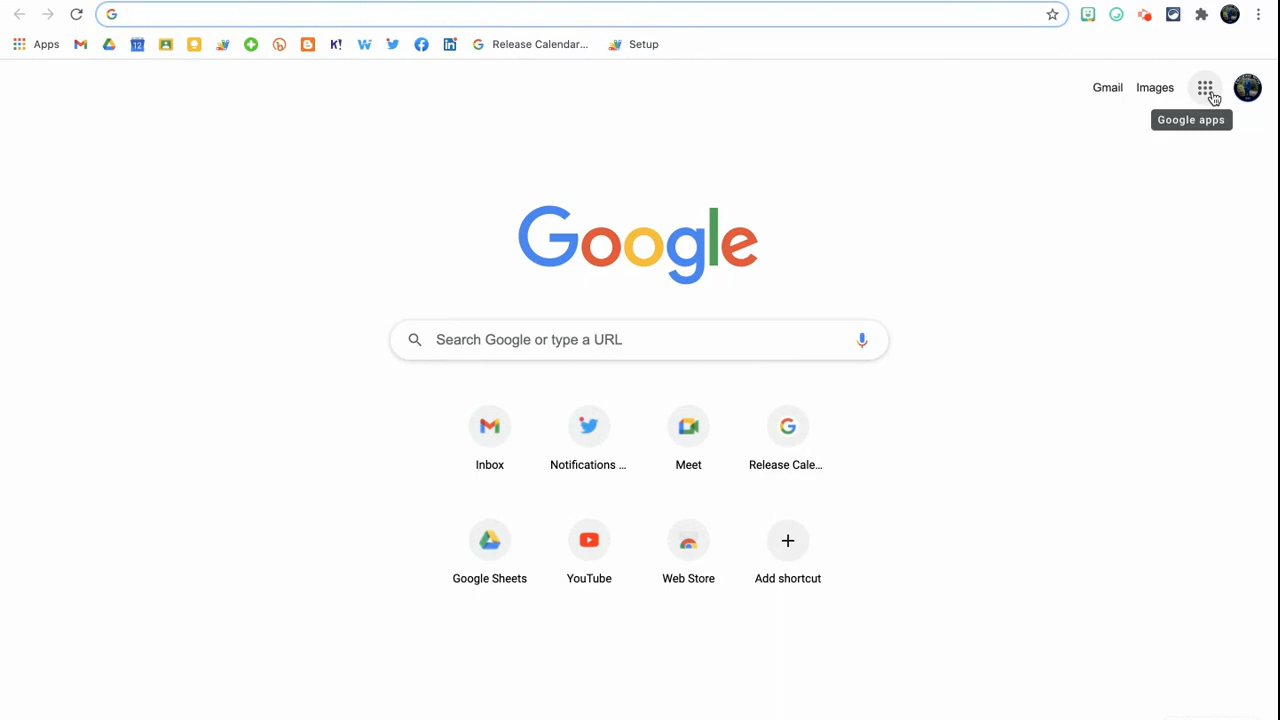 Apps
12
K!
Release Calendar...
Setup
Gmail
Images
Google apps
Google
Search Google or type a URL
Inbox
Notifications ...
Meet
Release Cale...
Google Sheets
YouTube
Web Store
Add shortcut